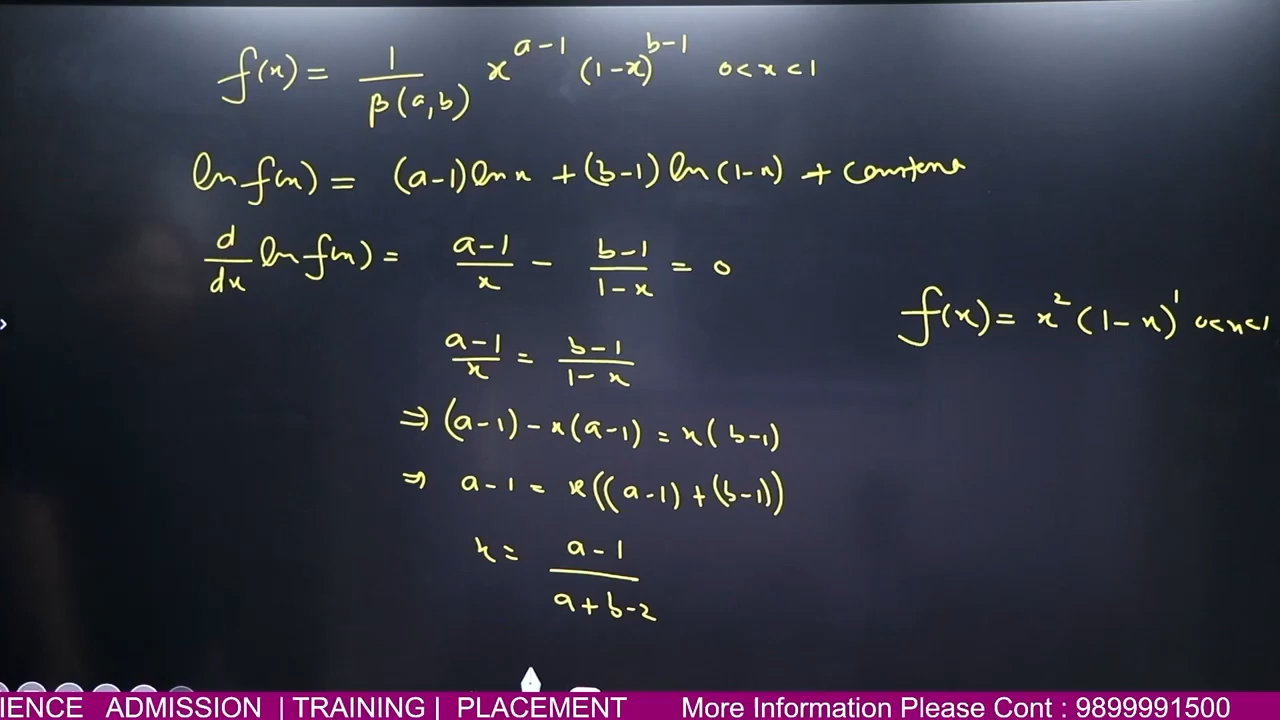 f(x) = 1/β(a,b) x^(a-1) (1-x)^(b-1) 0<x<1
ln f(x) = (a-1) ln x + (b-1) ln (1-x) +
d/dx ln f(x) = (a-1)/x - (b-1)/(1-x) = 0
f(x) = x^2 (1-x)^1 0<x<1
(a-1)/x = (b-1)/(1-x)
⇒ (a-1) - x(a-1) = x(b-1)
⇒ a-1 = x((a-1)+(b-1))
x = (a-1)/(a+b-2)
IENCE ADMISSION | TRAINING | PLACEMENT More Information Please Cont : 9899991500